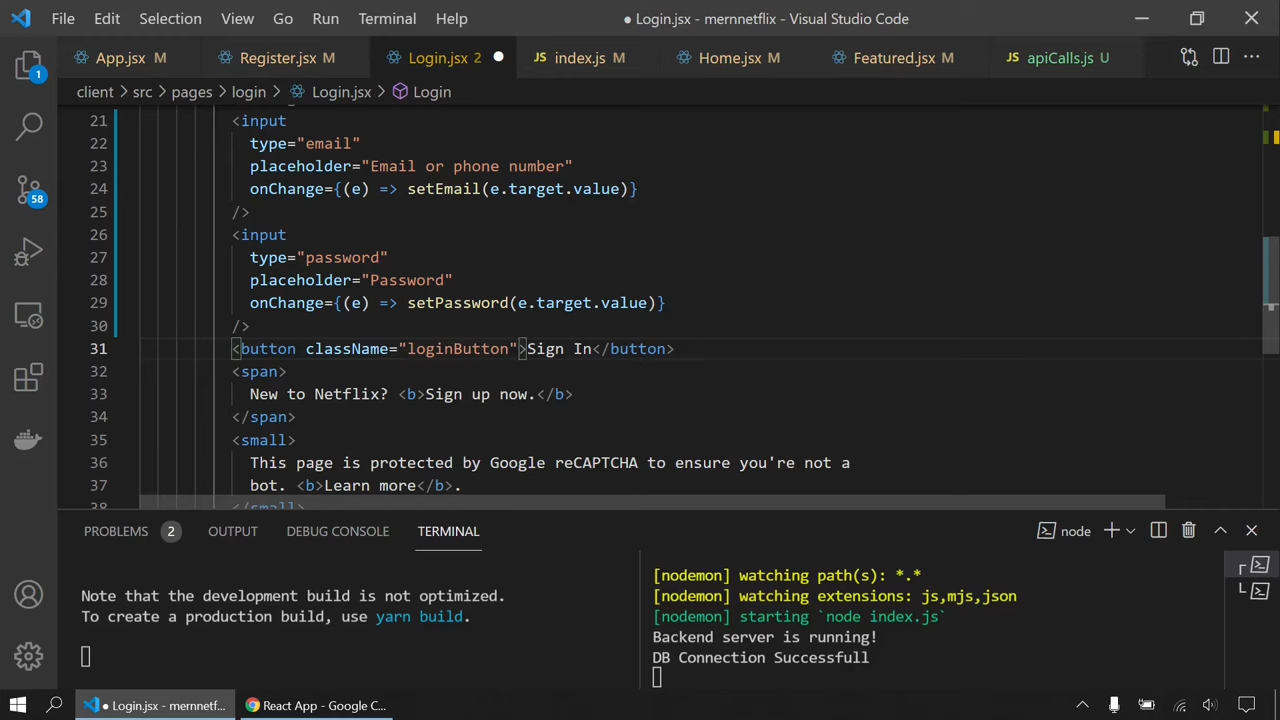 File Edit Selection View Go Run Terminal Help
● Login.jsx - mernnetflix - Visual Studio Code
App.jsx M
Register.jsx M
Login.jsx 2 ●
JS index.js M
Home.jsx M
Featured.jsx M
JS apiCalls.js U
client > src > pages > login > Login.jsx > Login
1
58
21 <input
22 type="email"
23 placeholder="Email or phone number"
24 onChange={(e) => setEmail(e.target.value)}
25 />
26 <input
27 type="password"
28 placeholder="Password"
29 onChange={(e) => setPassword(e.target.value)}
30 />
31 <button className="loginButton">Sign In</button>
32 <span>
33 New to Netflix? <b>Sign up now.</b>
34 </span>
35 <small>
36 This page is protected by Google reCAPTCHA to ensure you're not a
37 bot. <b>Learn more</b>.
38 </small>
PROBLEMS 2 OUTPUT DEBUG CONSOLE TERMINAL
node
Note that the development build is not optimized.
To create a production build, use yarn build.
[nodemon] watching path(s): *.*
[nodemon] watching extensions: js,mjs,json
[nodemon] starting `node index.js`
Backend server is running!
DB Connection Successfull
● Login.jsx - mernnetf...
React App - Google C...